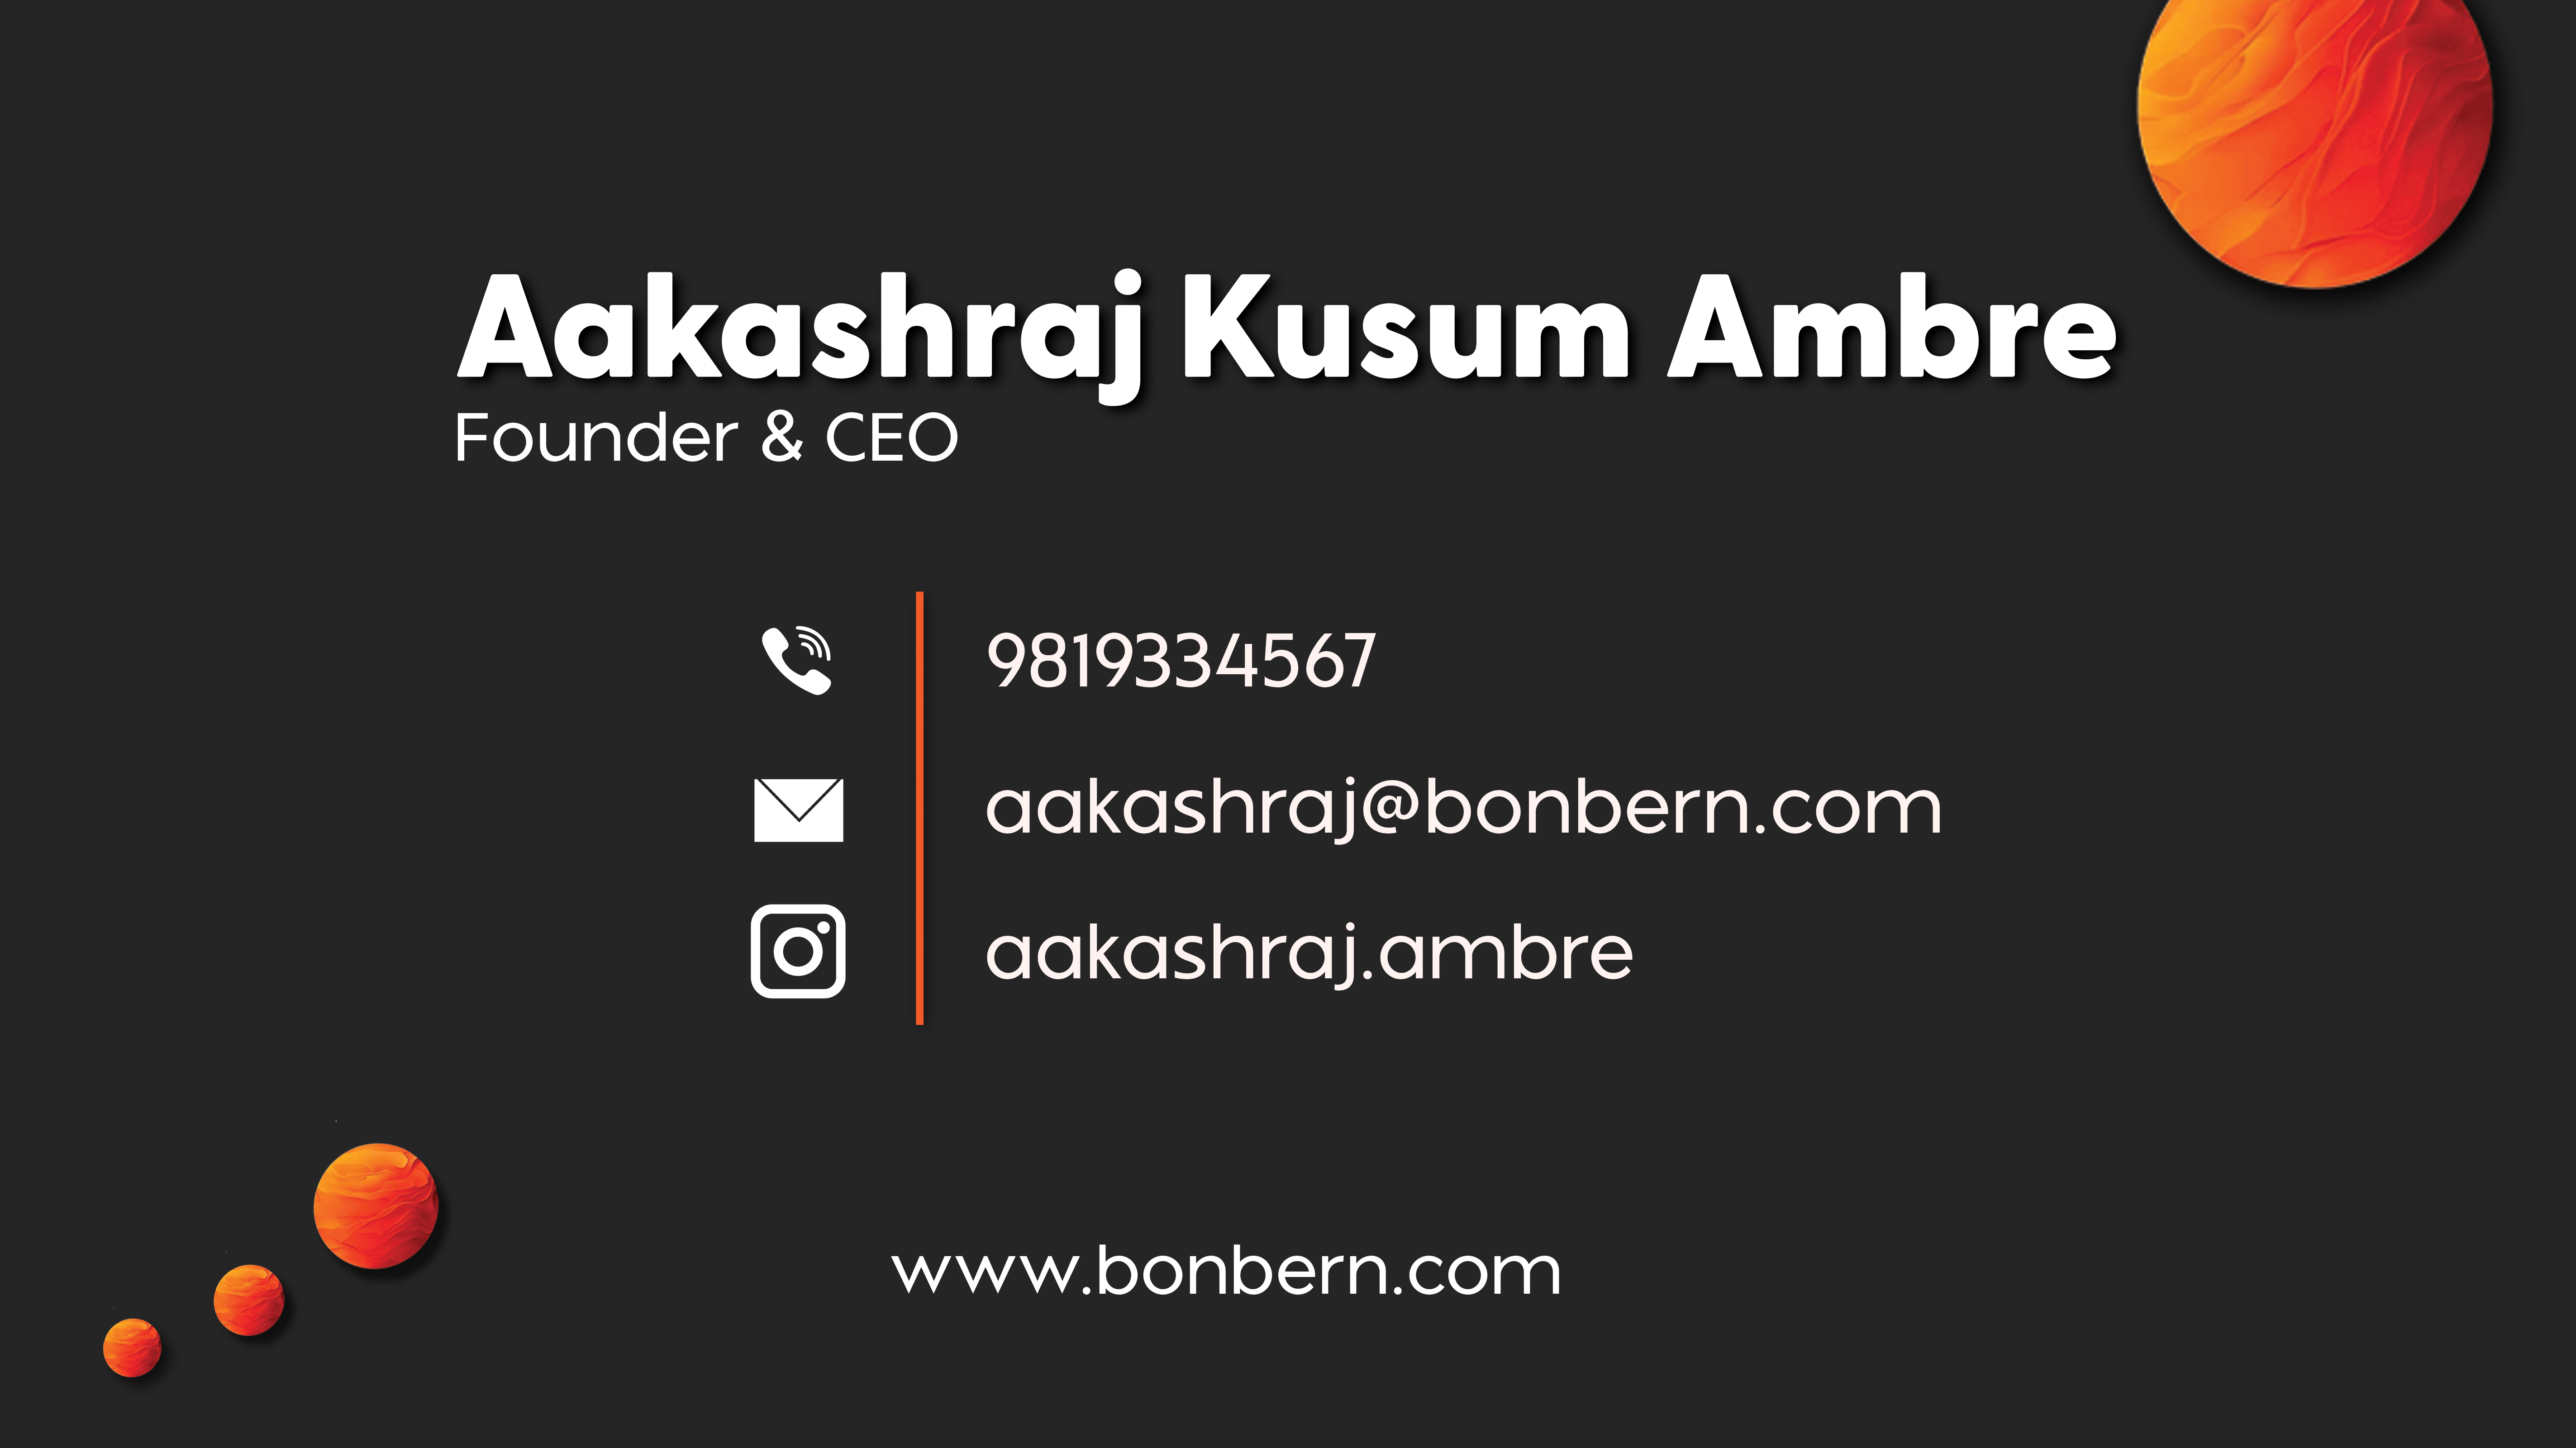 Aakashraj Kusum Ambre
Founder & CEO
9819334567
aakashraj@bonbern.com
aakashraj.ambre
www.bonbern.com